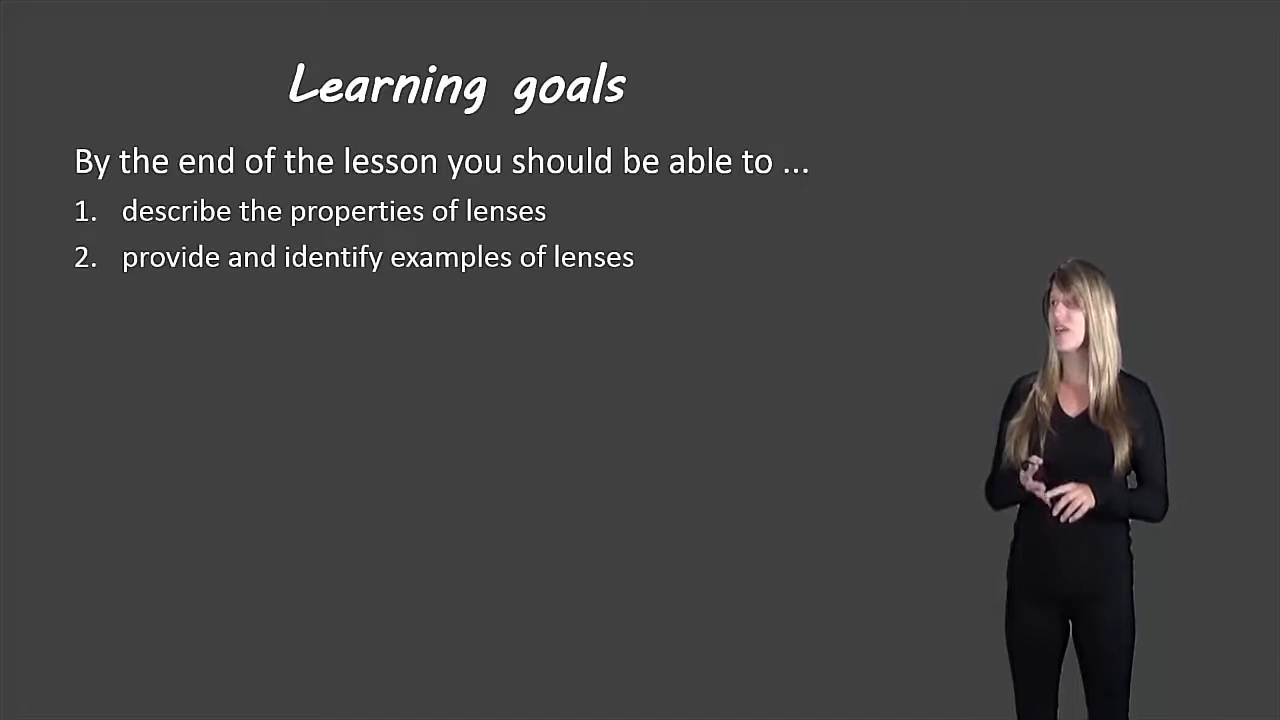 Learning goals
By the end of the lesson you should be able to ...
1. describe the properties of lenses
2. provide and identify examples of lenses